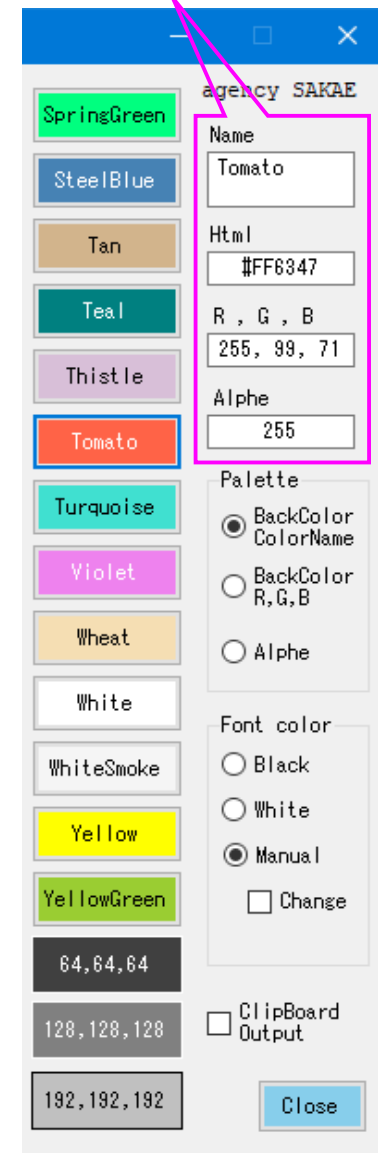 agency SAKAE
SpringGreen
SteelBlue
Tan
Teal
Thistle
Tomato
Turquoise
Violet
Wheat
White
WhiteSmoke
Yellow
YellowGreen
64,64,64
128,128,128
192,192,192
Name
Tomato
Html
#FF6347
R , G , B
255, 99, 71
Alphe
255
Palette
BackColor
ColorName
BackColor
R,G,B
Alphe
Font color
Black
White
Manual
Change
ClipBoard
Output
Close